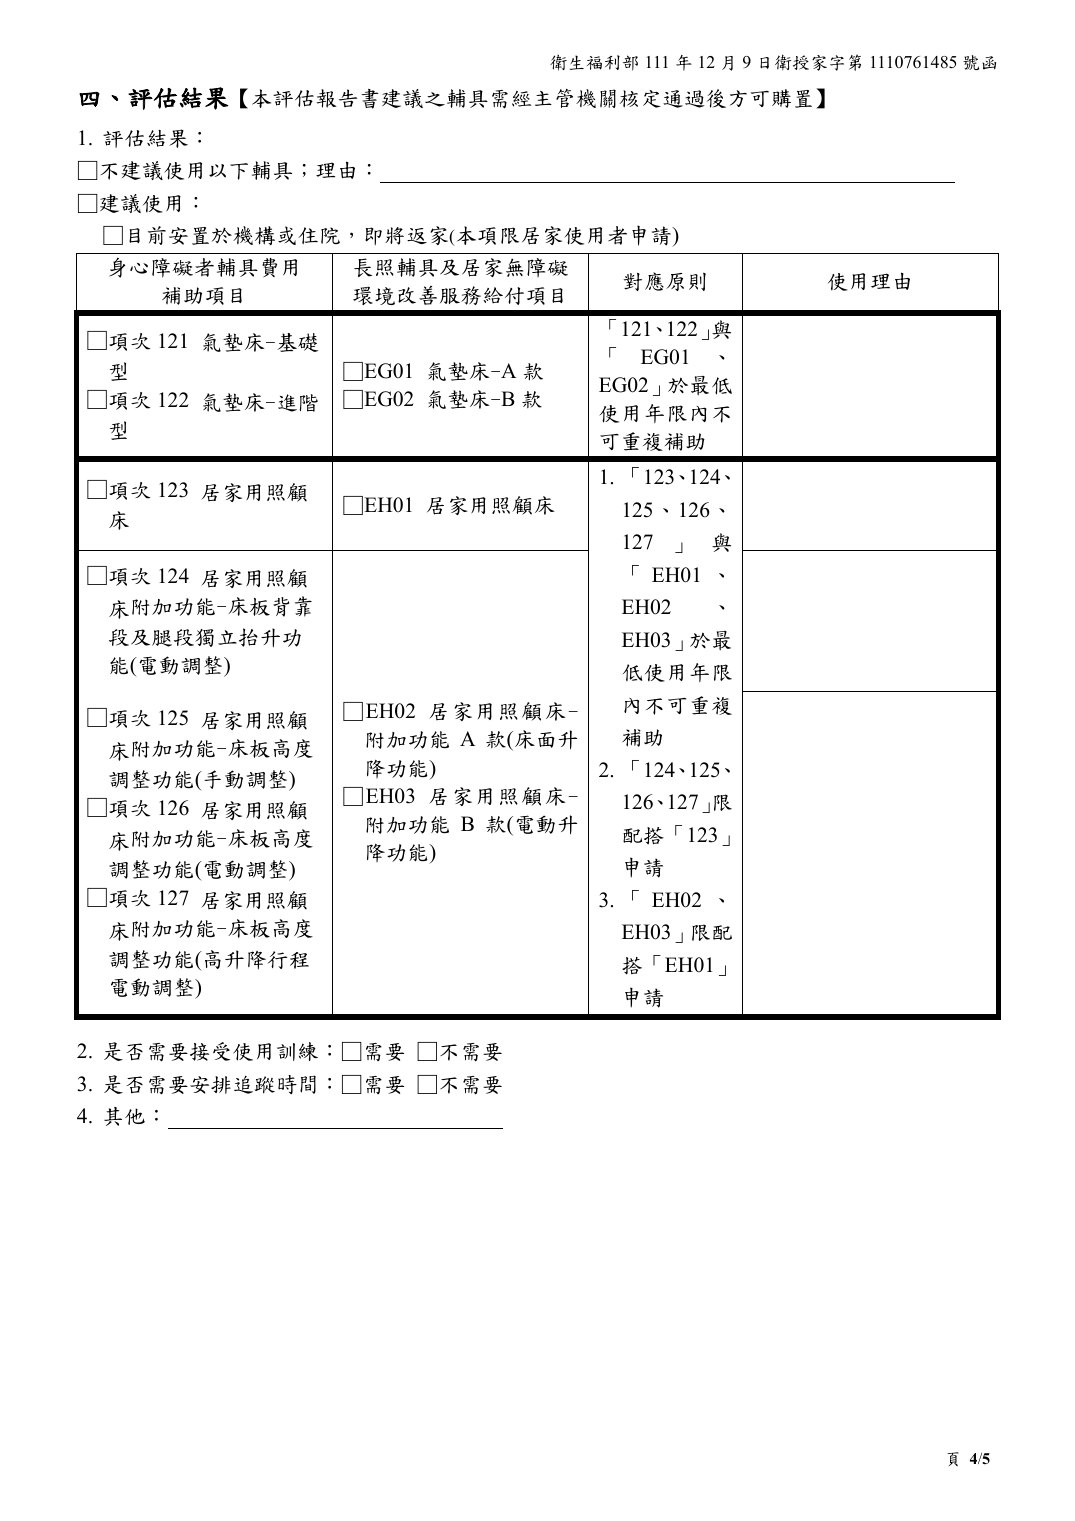 衛生福利部 111 年 12 月 9 日衛授家字第 1110761485 號函
四、評估結果【本評估報告書建議之輔具需經主管機關核定通過後方可購置】
1. 評估結果：
□不建議使用以下輔具；理由：
□建議使用：
□目前安置於機構或住院，即將返家(本項限居家使用者申請)
身心障礙者輔具費用
補助項目
長照輔具及居家無障礙
環境改善服務給付項目
對應原則
使用理由
□項次 121 氣墊床-基礎
型
□項次 122 氣墊床-進階
型
□EG01 氣墊床-A 款
□EG02 氣墊床-B 款
「121、122」與
「 EG01 、
EG02」於最低
使用年限內不
可重複補助
□項次 123 居家用照顧
床
□EH01 居家用照顧床
□項次 124 居家用照顧
床附加功能-床板背靠
段及腿段獨立抬升功
能(電動調整)
□項次 125 居家用照顧
床附加功能-床板高度
調整功能(手動調整)
□項次 126 居家用照顧
床附加功能-床板高度
調整功能(電動調整)
□項次 127 居家用照顧
床附加功能-床板高度
調整功能(高升降行程
電動調整)
□EH02 居家用照顧床-
附加功能 A 款(床面升
降功能)
□EH03 居家用照顧床-
附加功能 B 款(電動升
降功能)
1. 「123、124、
125、126、
127 」 與
「 EH01 、
EH02 、
EH03」於最
低使用年限
內不可重複
補助
2. 「124、125、
126、127」限
配搭「123」
申請
3. 「 EH02 、
EH03」限配
搭「EH01」
申請
2. 是否需要接受使用訓練：□需要 □不需要
3. 是否需要安排追蹤時間：□需要 □不需要
4. 其他：
頁 4/5